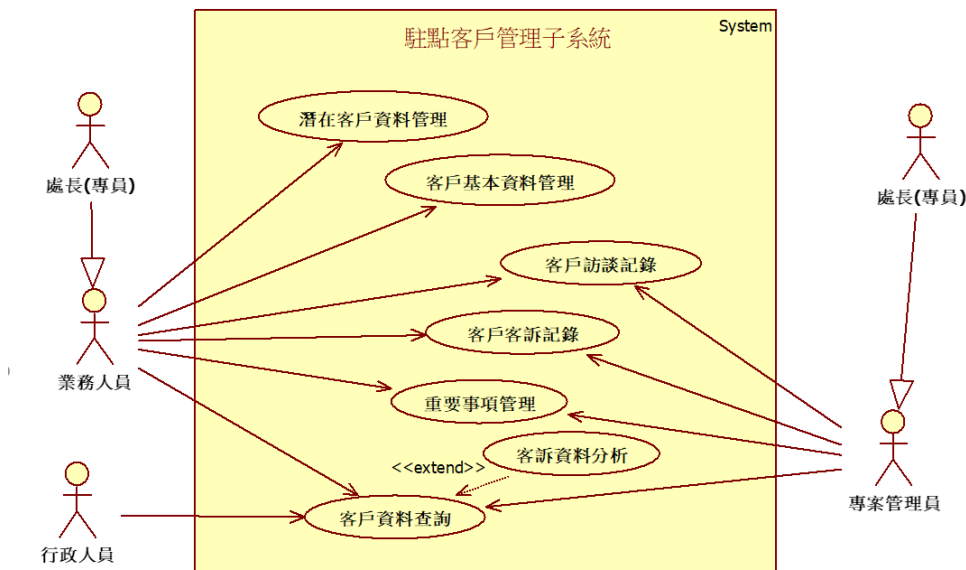 System
駐點客戶管理子系統
潛在客戶資料管理
處長(專員)
客戶基本資料管理
處長(專員)
客戶訪談記錄
客戶客訴記錄
業務人員
重要事項管理
客訴資料分析
<<extend>>
專案管理員
客戶資料查詢
行政人員